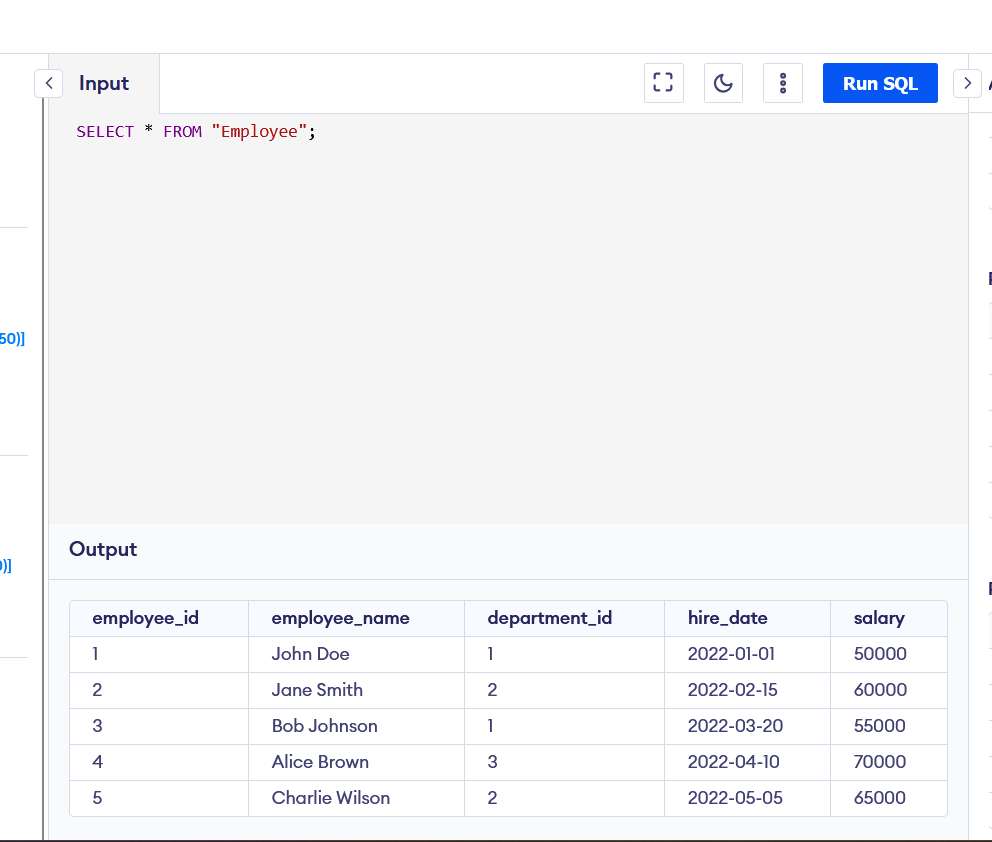 Input
Run SQL
SELECT * FROM "Employee";
50)]
)]
Output
employee_id employee_name department_id hire_date salary
1 John Doe 1 2022-01-01 50000
2 Jane Smith 2 2022-02-15 60000
3 Bob Johnson 1 2022-03-20 55000
4 Alice Brown 3 2022-04-10 70000
5 Charlie Wilson 2 2022-05-05 65000